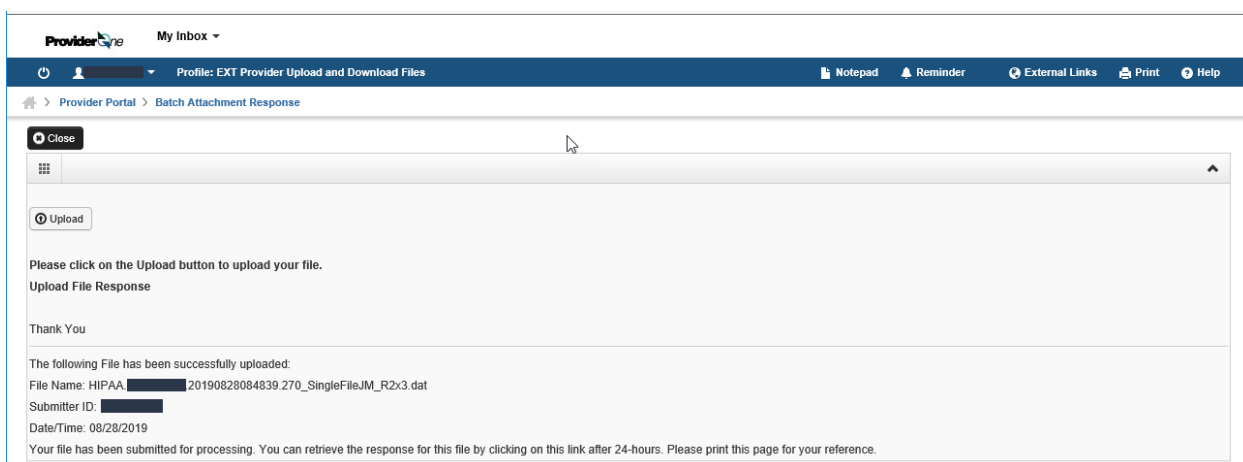 ProviderOne My Inbox
Profile: EXT Provider Upload and Download Files Notepad Reminder External Links Print Help
> Provider Portal > Batch Attachment Response
Close
Upload
Please click on the Upload button to upload your file.
Upload File Response
Thank You
The following File has been successfully uploaded:
File Name: HIPAA. .20190828084839.270_SingleFileJM_R2x3.dat
Submitter ID:
Date/Time: 08/28/2019
Your file has been submitted for processing. You can retrieve the response for this file by clicking on this link after 24-hours. Please print this page for your reference.